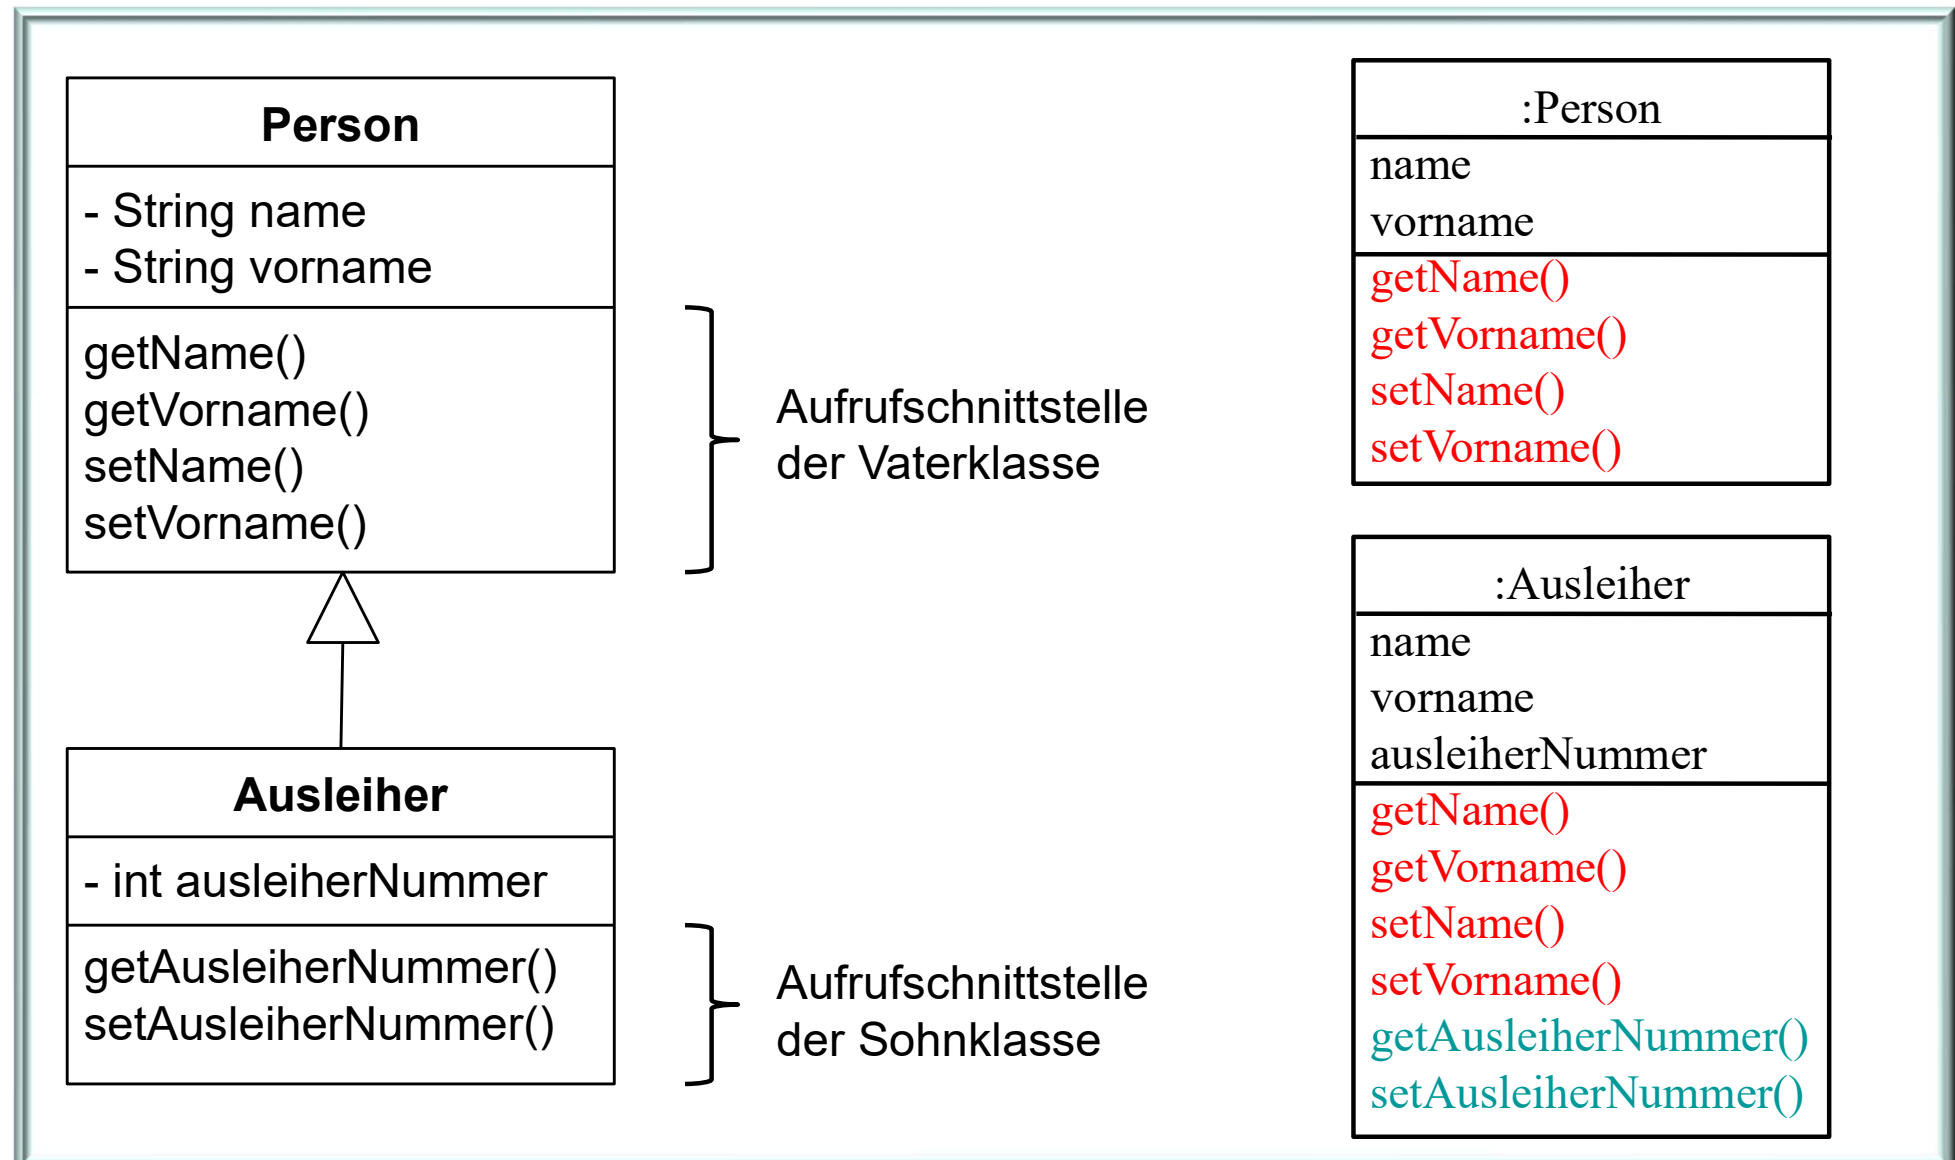 Person
- String name
- String vorname
getName()
getVorname()
setName()
setVorname()
Aufrufschnittstelle
der Vaterklasse
Ausleiher
- int ausleiherNummer
getAusleiherNummer()
setAusleiherNummer()
Aufrufschnittstelle
der Sohnklasse
:Person
name
vorname
getName()
getVorname()
setName()
setVorname()
:Ausleiher
name
vorname
ausleiherNummer
getName()
getVorname()
setName()
setVorname()
getAusleiherNummer()
setAusleiherNummer()